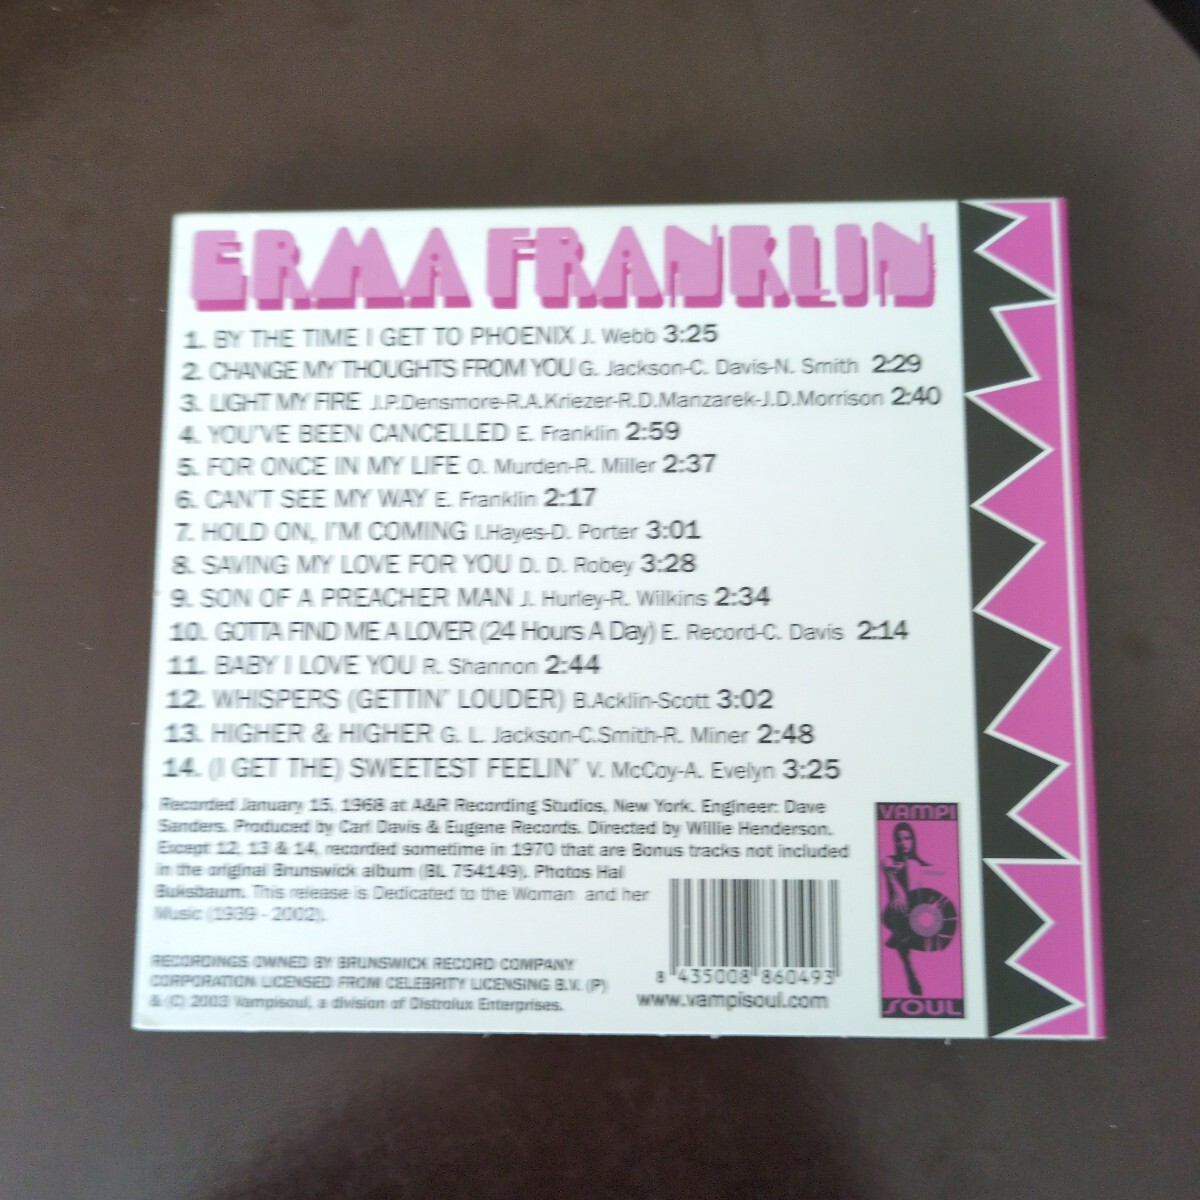 ERMA FRANKLIN
1. BY THE TIME I GET TO PHOENIX J. Webb 3:25
2. CHANGE MY THOUGHTS FROM YOU G. Jackson-C. Davis-N. Smith 2:29
3. LIGHT MY FIRE J.P.Densmore-R.A.Kriezer-R.D.Manzarek-J.D.Morrison 2:40
4. YOU'VE BEEN CANCELLED E. Franklin 2:59
5. FOR ONCE IN MY LIFE O. Murden-R. Miller 2:37
6. CAN'T SEE MY WAY E. Franklin 2:17
7. HOLD ON, I'M COMING I.Hayes-D. Porter 3:01
8. SAVING MY LOVE FOR YOU D. D. Robey 3:28
9. SON OF A PREACHER MAN J. Hurley-R. Wilkins 2:34
10. GOTTA FIND ME A LOVER (24 Hours A Day) E. Record-C. Davis 2:14
11. BABY I LOVE YOU R. Shannon 2:44
12. WHISPERS (GETTIN' LOUDER) B.Acklin-Scott 3:02
13. HIGHER & HIGHER G. L. Jackson-C.Smith-R. Miner 2:48
14. (I GET THE) SWEETEST FEELIN' V. McCoy-A. Evelyn 3:25
Recorded January 15, 1968 at A&R Recording Studios, New York. Engineer: Dave
Sanders. Produced by Carl Davis & Eugene Records. Directed by Willie Henderson.
Except 12, 13 & 14, recorded sometime in 1970 that are Bonus tracks not included
in the original Brunswick album (BL 754149). Photos Hal
Buksbaum. This release is Dedicated to the Woman and her
Music (1939 - 2002).
RECORDINGS OWNED BY BRUNSWICK RECORD COMPANY
CORPORATION LICENSED FROM CELEBRITY LICENSING B.V. (P)
& (C) 2003 Vampisoul, a division of Distrolux Enterprises.
8 435008 860493
www.vampisoul.com
VAMPI
SOUL